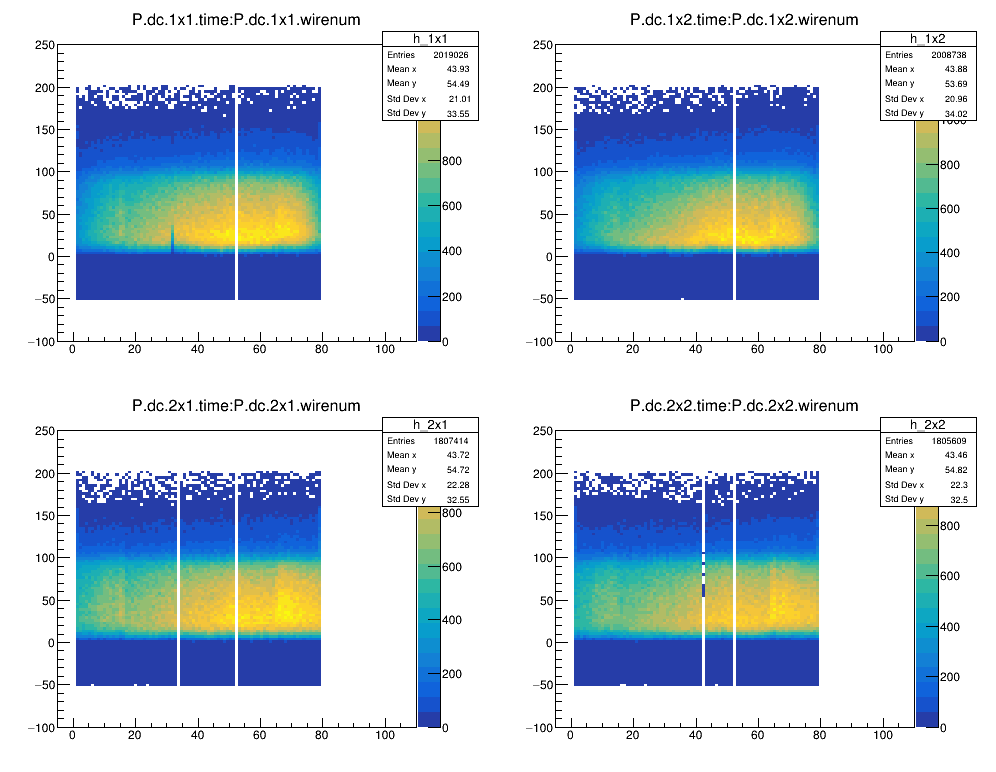 P.dc.1x1.time:P.dc.1x1.wirenum
h_1x1
Entries 2019026
Mean x 43.93
Mean y 54.49
Std Dev x 21.01
Std Dev y 33.55
250
200
150
100
50
0
−50
−100
0 20 40 60 80 100
800
600
400
200
0
P.dc.1x2.time:P.dc.1x2.wirenum
h_1x2
Entries 2008738
Mean x 43.88
Mean y 53.69
Std Dev x 20.96
Std Dev y 34.02
250
200
150
100
50
0
−50
−100
0 20 40 60 80 100
1000
800
600
400
200
0
P.dc.2x1.time:P.dc.2x1.wirenum
h_2x1
Entries 1807414
Mean x 43.72
Mean y 54.72
Std Dev x 22.28
Std Dev y 32.55
250
200
150
100
50
0
−50
−100
0 20 40 60 80 100
800
600
400
200
0
P.dc.2x2.time:P.dc.2x2.wirenum
h_2x2
Entries 1805609
Mean x 43.46
Mean y 54.82
Std Dev x 22.3
Std Dev y 32.5
250
200
150
100
50
0
−50
−100
0 20 40 60 80 100
800
600
400
200
0